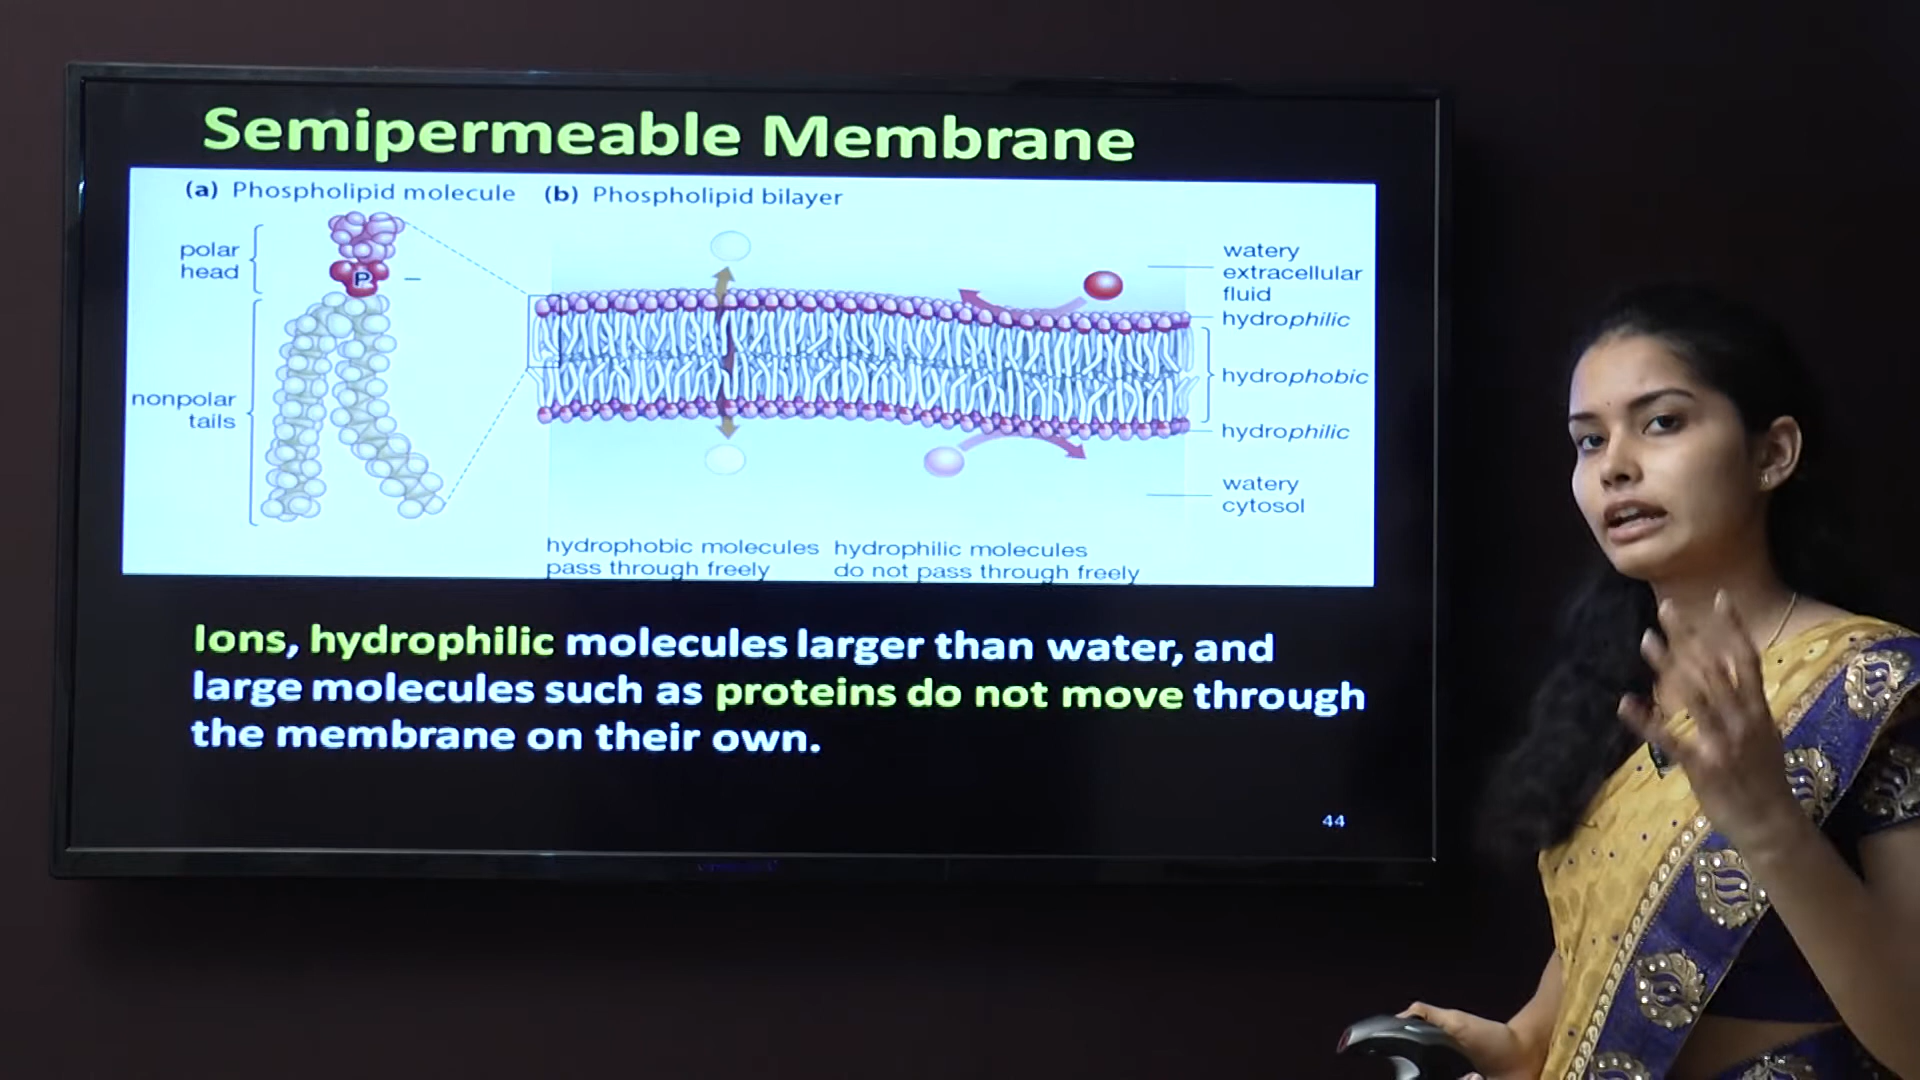 Semipermeable Membrane
(a) Phospholipid molecule
(b) Phospholipid bilayer
polar
head
P
–
nonpolar
tails
watery
extracellular
fluid
hydrophilic
hydrophobic
hydrophilic
watery
cytosol
hydrophobic molecules
pass through freely
hydrophilic molecules
do not pass through freely
Ions, hydrophilic molecules larger than water, and
large molecules such as proteins do not move through
the membrane on their own.
44